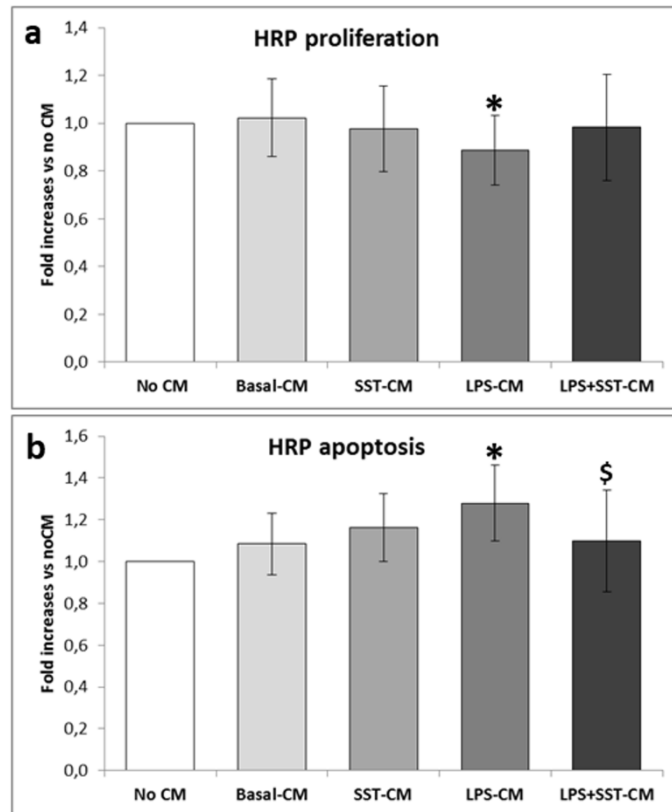 a
HRP proliferation
Fold increases vs no CM
1,4
1,2
1,0
0,8
0,6
0,4
0,2
0,0
*
No CM Basal-CM SST-CM LPS-CM LPS+SST-CM
b
HRP apoptosis
Fold increases vs noCM
1,6
1,4
1,2
1,0
0,8
0,6
0,4
0,2
0,0
*
$
No CM Basal-CM SST-CM LPS-CM LPS+SST-CM